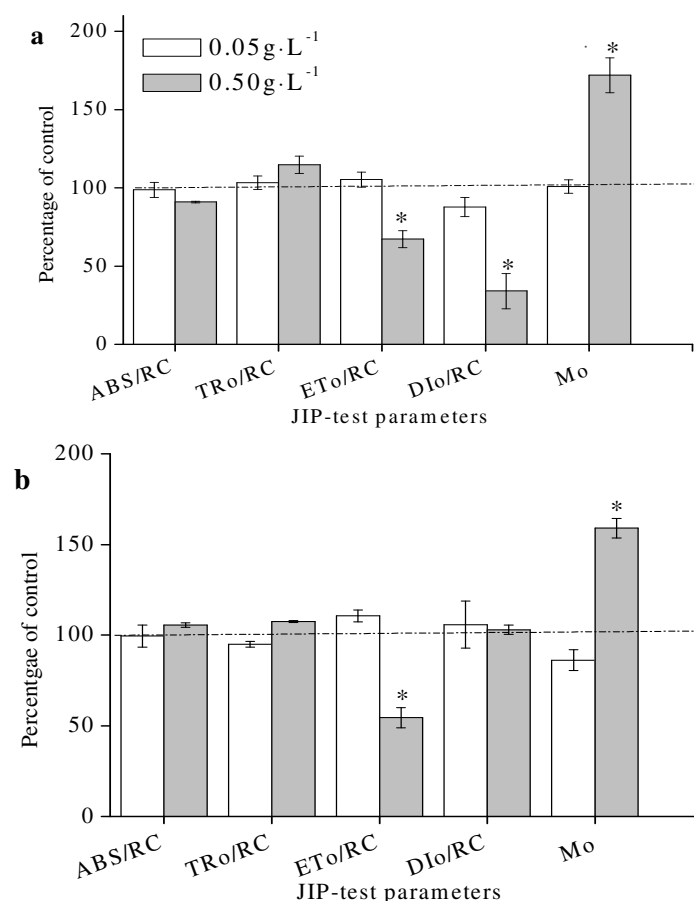 a
200
150
100
50
0
Percentage of control
0.05g·L-1
0.50g·L-1
*
*
*
ABS/RC TRo/RC ETo/RC DIo/RC Mo
JIP-test parameters
b
200
150
100
50
0
Percentgae of control
*
*
ABS/RC TRo/RC ETo/RC DIo/RC Mo
JIP-test parameters